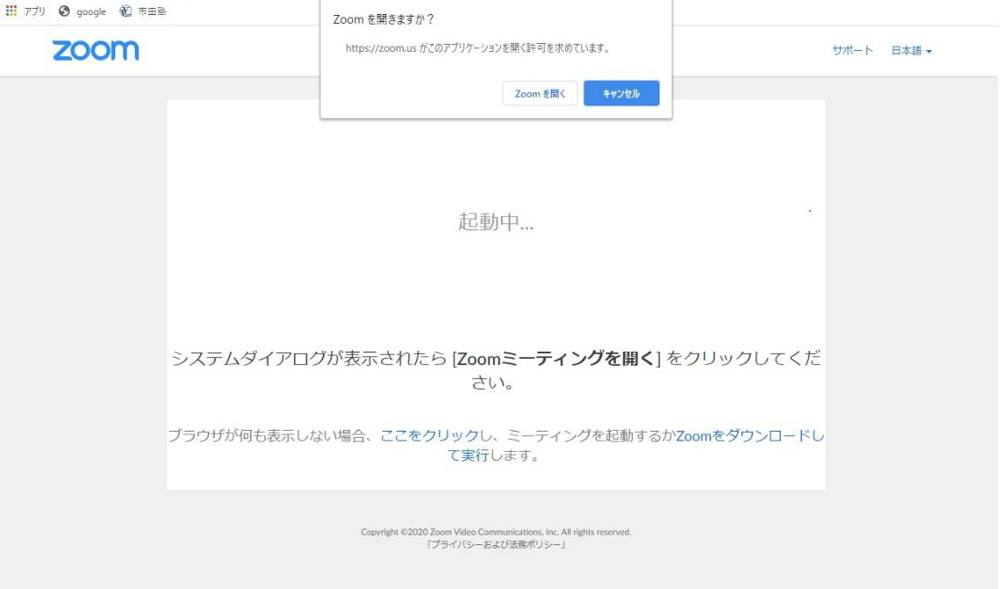 アプリ google 市田塾
Zoom を開きますか？
https://zoom.us がこのアプリケーションを開く許可を求めています。
Zoom を開く キャンセル
zoom サポート 日本語
起動中...
システムダイアログが表示されたら [Zoomミーティングを開く] をクリックしてくだ
さい。
ブラウザが何も表示しない場合、ここをクリックし、ミーティングを起動するかZoomをダウンロードし
て実行します。
Copyright ©2020 Zoom Video Communications, Inc. All rights reserved.
「プライバシーおよび法務ポリシー」